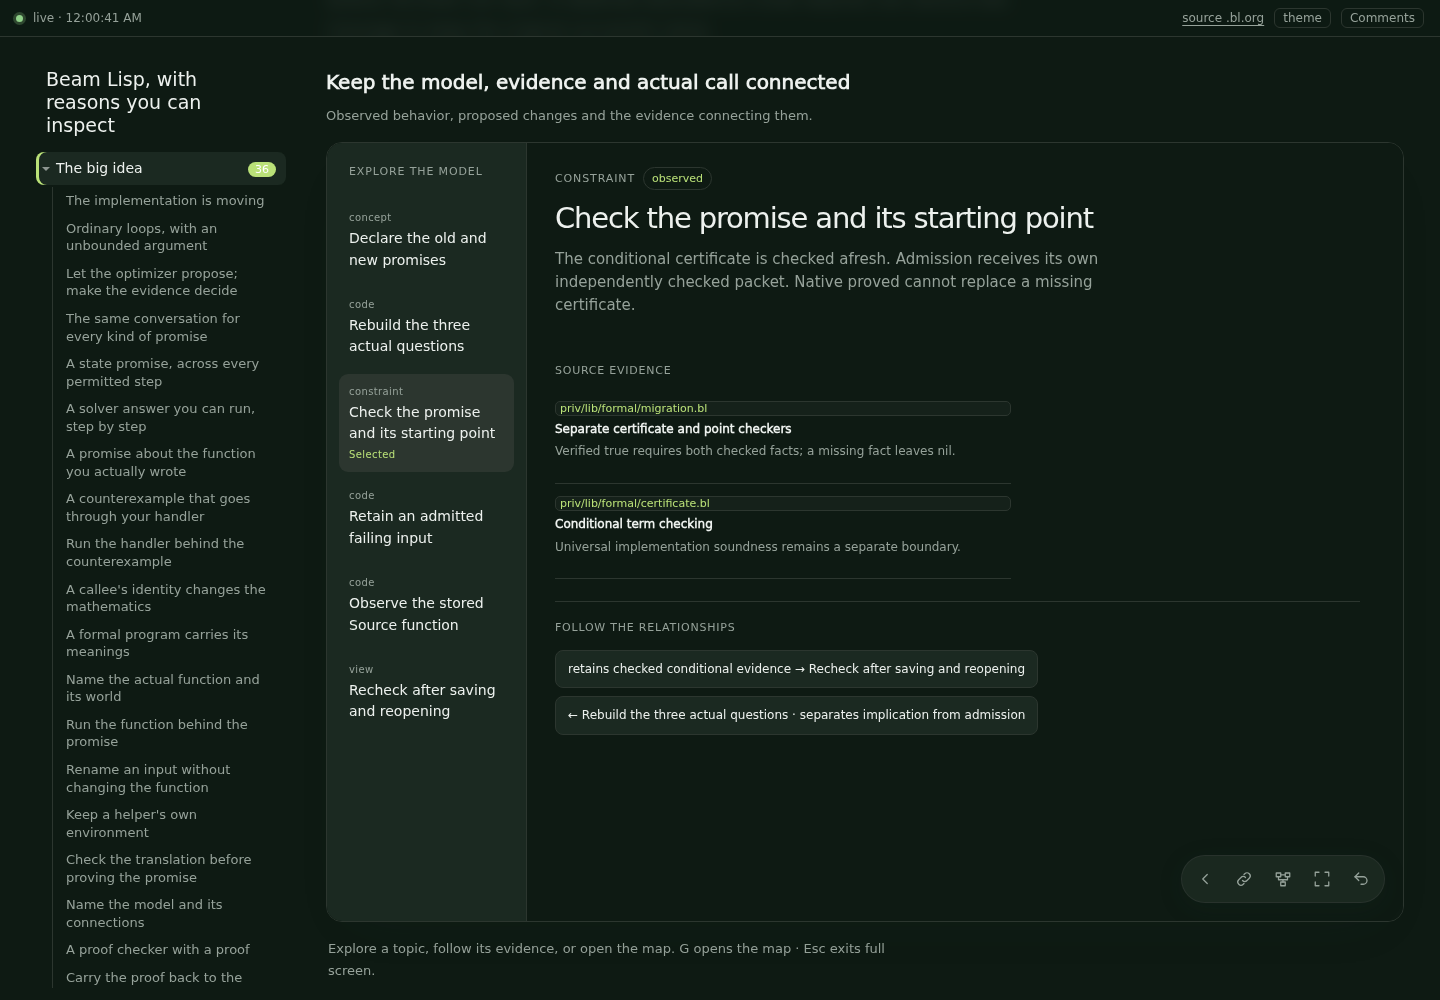 live · 12:00:41 AM
source .bl.org
theme
Comments
Beam Lisp, with
reasons you can
inspect
The big idea
36
The implementation is moving
Ordinary loops, with an
unbounded argument
Let the optimizer propose;
make the evidence decide
The same conversation for
every kind of promise
A state promise, across every
permitted step
A solver answer you can run,
step by step
A promise about the function
you actually wrote
A counterexample that goes
through your handler
Run the handler behind the
counterexample
A callee's identity changes the
mathematics
A formal program carries its
meanings
Name the actual function and
its world
Run the function behind the
promise
Rename an input without
changing the function
Keep a helper's own
environment
Check the translation before
proving the promise
Name the model and its
connections
A proof checker with a proof
Carry the proof back to the
Keep the model, evidence and actual call connected
Observed behavior, proposed changes and the evidence connecting them.
EXPLORE THE MODEL
concept
Declare the old and
new promises
code
Rebuild the three
actual questions
constraint
Check the promise
and its starting point
Selected
code
Retain an admitted
failing input
code
Observe the stored
Source function
view
Recheck after saving
and reopening
CONSTRAINT
observed
Check the promise and its starting point
The conditional certificate is checked afresh. Admission receives its own
independently checked packet. Native proved cannot replace a missing
certificate.
SOURCE EVIDENCE
priv/lib/formal/migration.bl
Separate certificate and point checkers
Verified true requires both checked facts; a missing fact leaves nil.
priv/lib/formal/certificate.bl
Conditional term checking
Universal implementation soundness remains a separate boundary.
FOLLOW THE RELATIONSHIPS
retains checked conditional evidence → Recheck after saving and reopening
← Rebuild the three actual questions · separates implication from admission
Explore a topic, follow its evidence, or open the map. G opens the map · Esc exits full
screen.